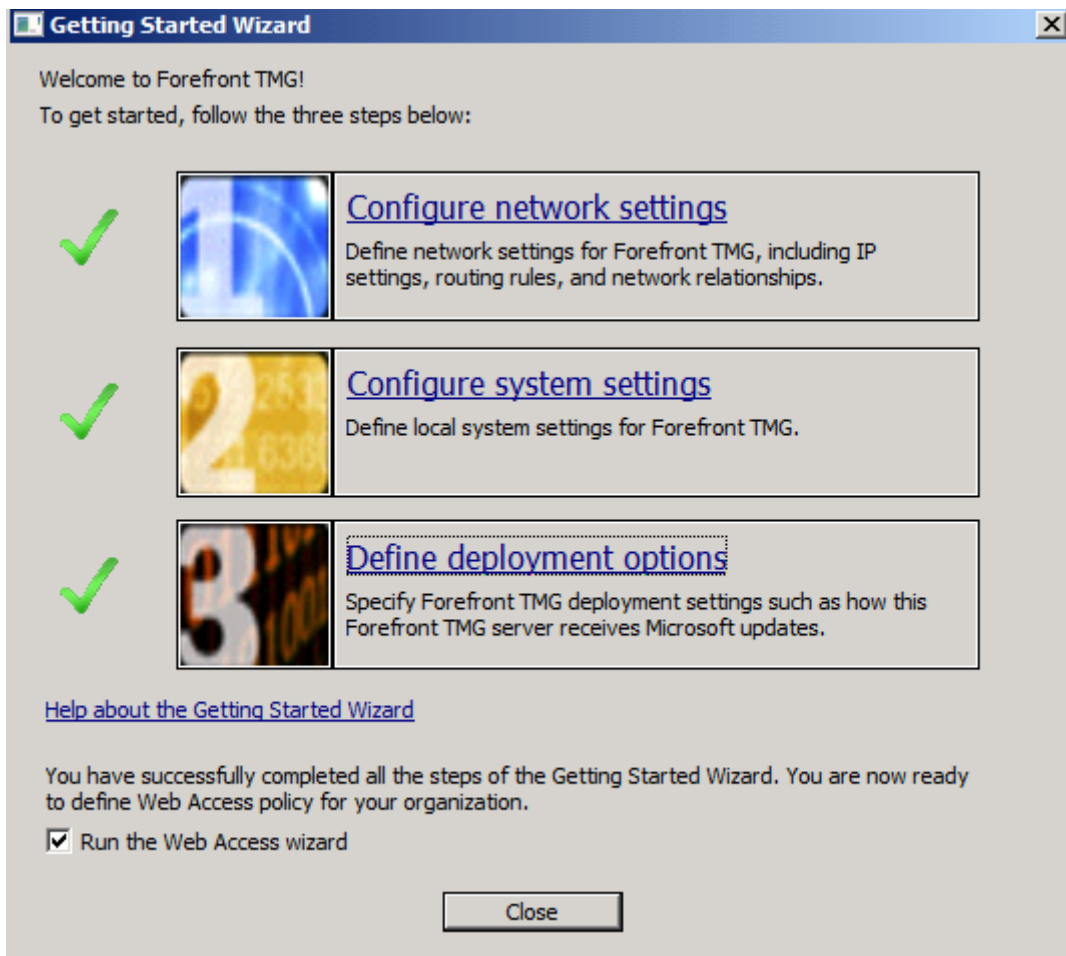 Getting Started Wizard
Welcome to Forefront TMG!
To get started, follow the three steps below:
1
Configure network settings
Define network settings for Forefront TMG, including IP
settings, routing rules, and network relationships.
2
Configure system settings
Define local system settings for Forefront TMG.
3
Define deployment options
Specify Forefront TMG deployment settings such as how this
Forefront TMG server receives Microsoft updates.
Help about the Getting Started Wizard
You have successfully completed all the steps of the Getting Started Wizard. You are now ready
to define Web Access policy for your organization.
Run the Web Access wizard
Close